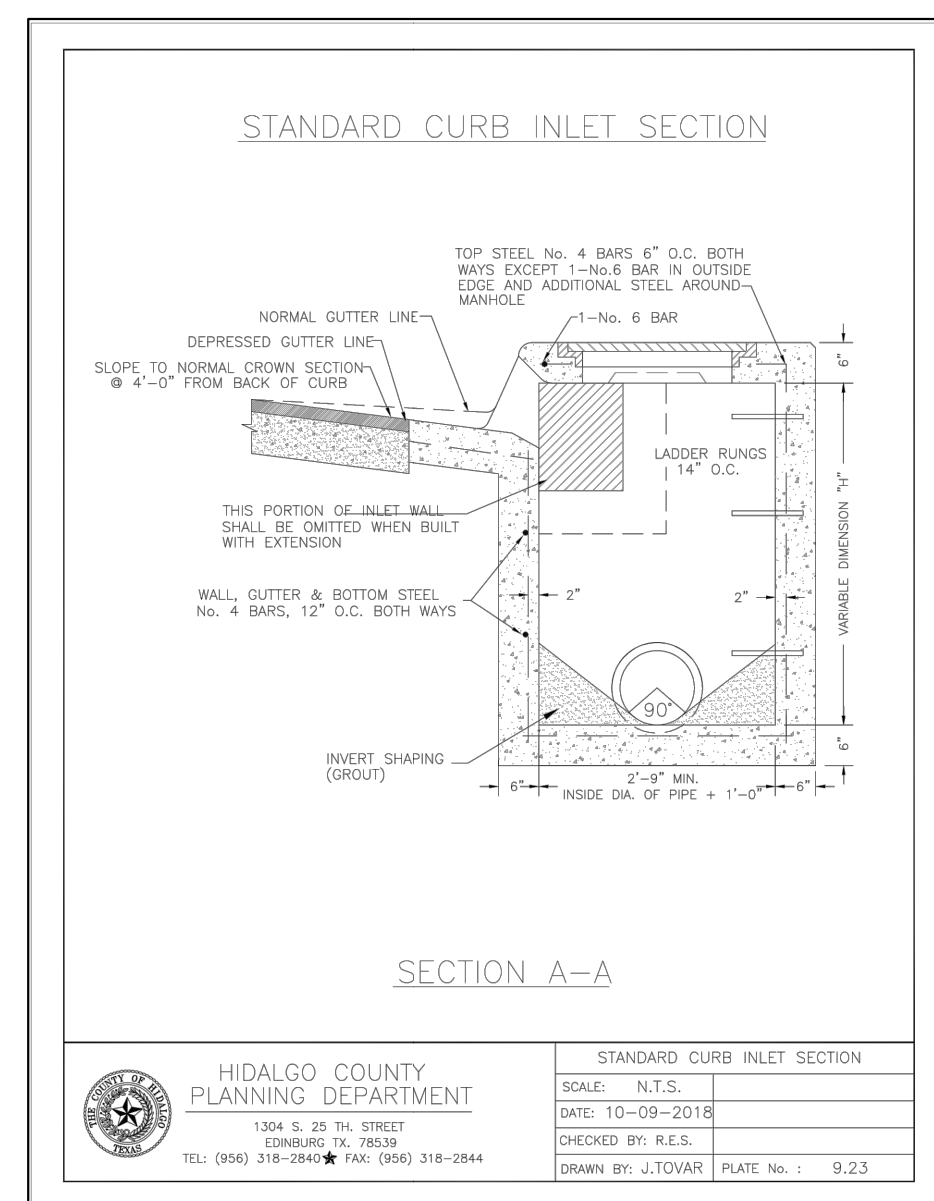 STANDARD CURB INLET SECTION
TOP STEEL No. 4 BARS 6" O.C. BOTH
WAYS EXCEPT 1-No.6 BAR IN OUTSIDE
EDGE AND ADDITIONAL STEEL AROUND
MANHOLE
NORMAL GUTTER LINE
1-No. 6 BAR
DEPRESSED GUTTER LINE
SLOPE TO NORMAL CROWN SECTION
@ 4'-0" FROM BACK OF CURB
6"
LADDER RUNGS
14" O.C.
THIS PORTION OF INLET WALL
SHALL BE OMITTED WHEN BUILT
WITH EXTENSION
VARIABLE DIMENSION "H"
WALL, GUTTER & BOTTOM STEEL
No. 4 BARS, 12" O.C. BOTH WAYS
2"
2"
90°
INVERT SHAPING
(GROUT)
6"
6"
2'-9" MIN.
INSIDE DIA. OF PIPE + 1'-0"
6"
SECTION A-A
THE COUNTY OF HIDALGO
TEXAS
HIDALGO COUNTY
PLANNING DEPARTMENT
1304 S. 25 TH. STREET
EDINBURG TX. 78539
TEL: (956) 318-2840 FAX: (956) 318-2844
STANDARD CURB INLET SECTION
SCALE: N.T.S.
DATE: 10-09-2018
CHECKED BY: R.E.S.
DRAWN BY: J.TOVAR PLATE No. : 9.23